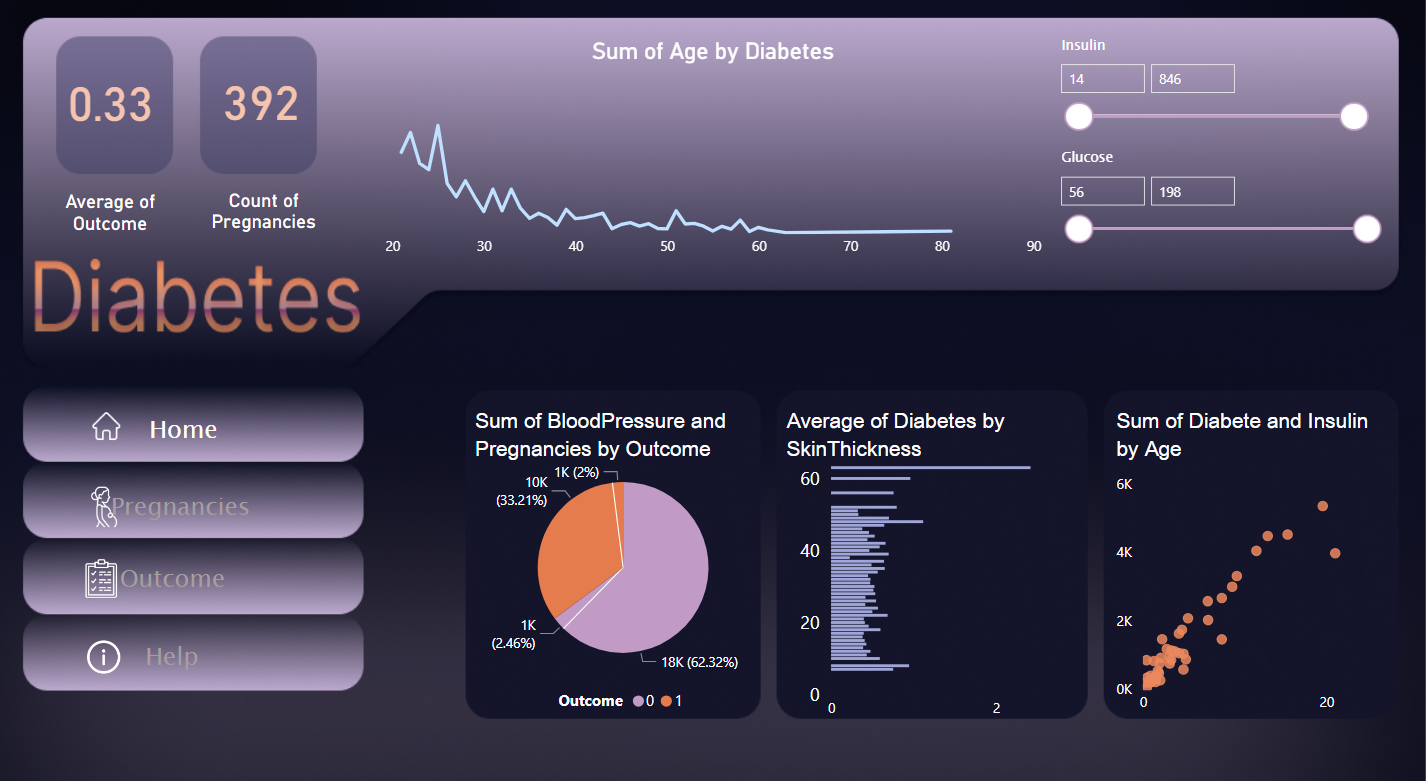 0.33
Average of
Outcome
392
Count of
Pregnancies
Sum of Age by Diabetes
20 30 40 50 60 70 80 90
Insulin
14 846
Glucose
56 198
Diabetes
Home
Pregnancies
Outcome
Help
Sum of BloodPressure and
Pregnancies by Outcome
1K (2%)
10K
(33.21%)
1K
(2.46%)
18K (62.32%)
Outcome 0 1
Average of Diabetes by
SkinThickness
60
40
20
0
0 2
Sum of Diabete and Insulin
by Age
6K
4K
2K
0K
0 20